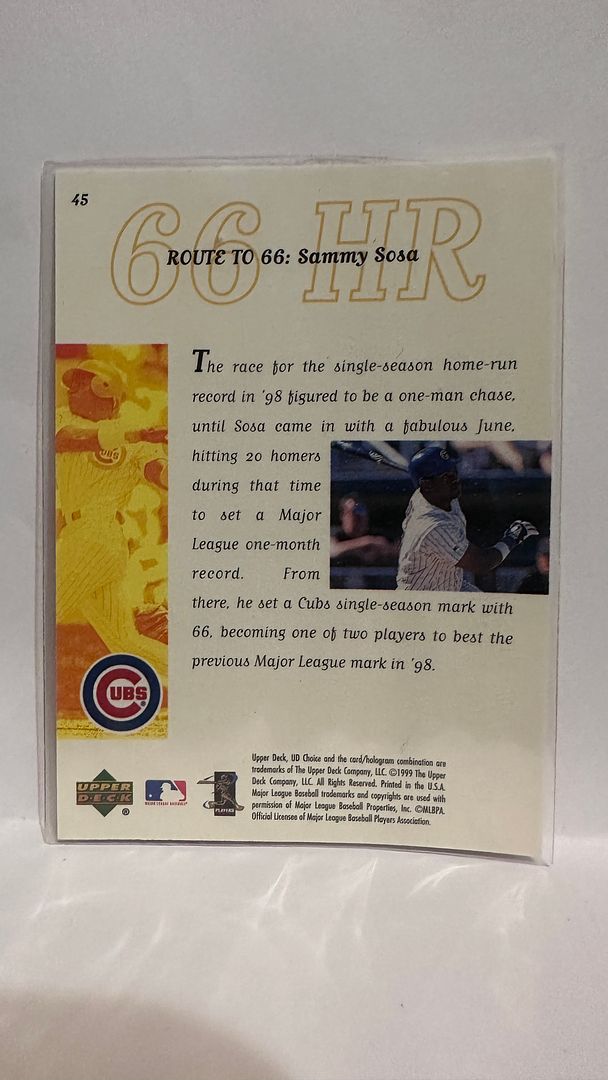 45
66 HR
ROUTE TO 66: Sammy Sosa
The race for the single-season home-run
record in '98 figured to be a one-man chase,
until Sosa came in with a fabulous June,
hitting 20 homers
during that time
to set a Major
League one-month
record. From
there, he set a Cubs single-season mark with
66, becoming one of two players to best the
previous Major League mark in '98.
CUBS
CUBS
Upper Deck, UD Choice and the card/hologram combination are
trademarks of The Upper Deck Company, LLC. ©1999 The Upper
Deck Company, LLC. All Rights Reserved. Printed in the U.S.A.
Major League Baseball trademarks and copyrights are used with
permission of Major League Baseball Properties, Inc. ©MLBPA.
Official Licensee of Major League Baseball Players Association.
UPPER
DECK
MAJOR LEAGUE BASEBALL
PLAYERS